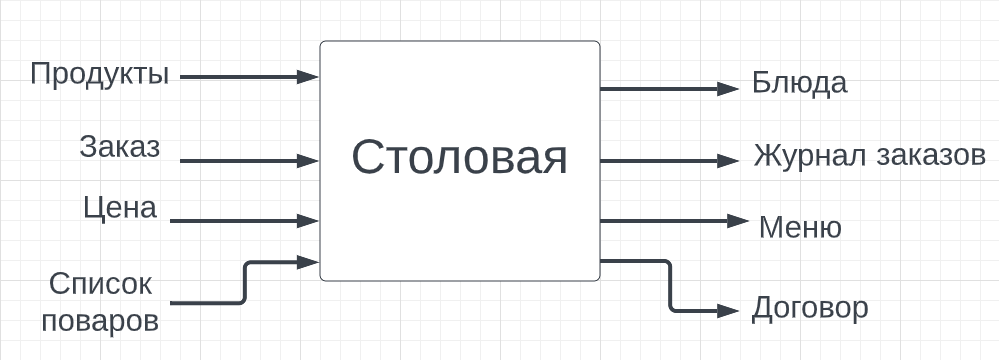 Продукты
Заказ
Цена
Список
поваров
Столовая
Блюда
Журнал заказов
Меню
Договор